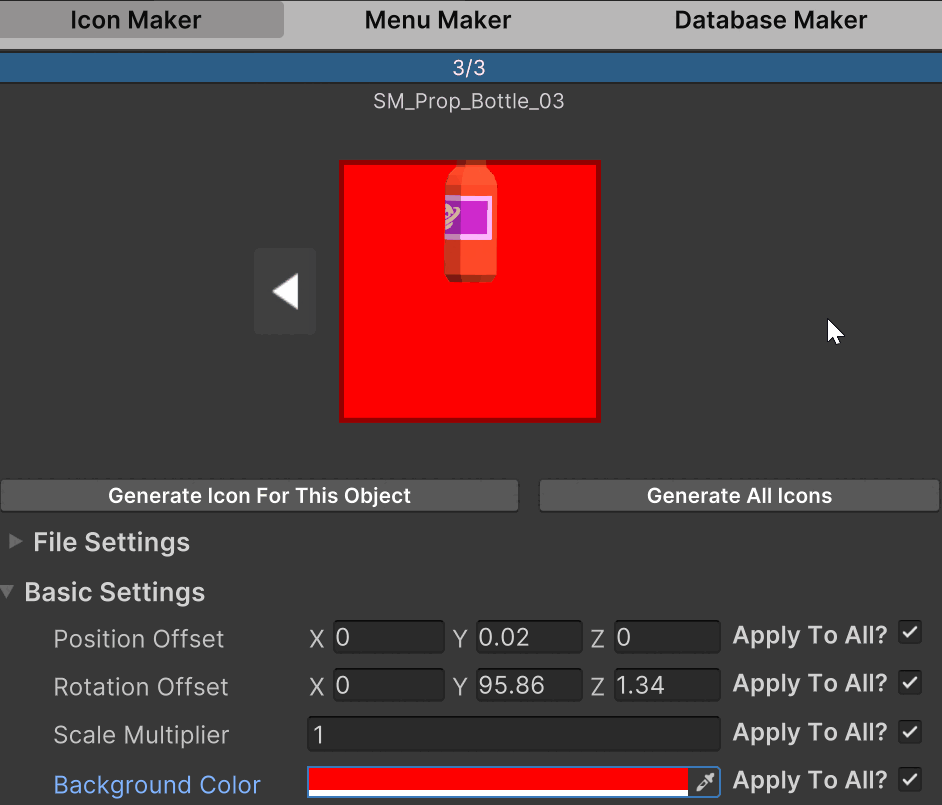 Icon Maker Menu Maker Database Maker
3/3
SM_Prop_Bottle_03
Generate Icon For This Object Generate All Icons
File Settings
Basic Settings
Position Offset X 0 Y 0.02 Z 0 Apply To All?
Rotation Offset X 0 Y 95.86 Z 1.34 Apply To All?
Scale Multiplier 1 Apply To All?
Background Color Apply To All?